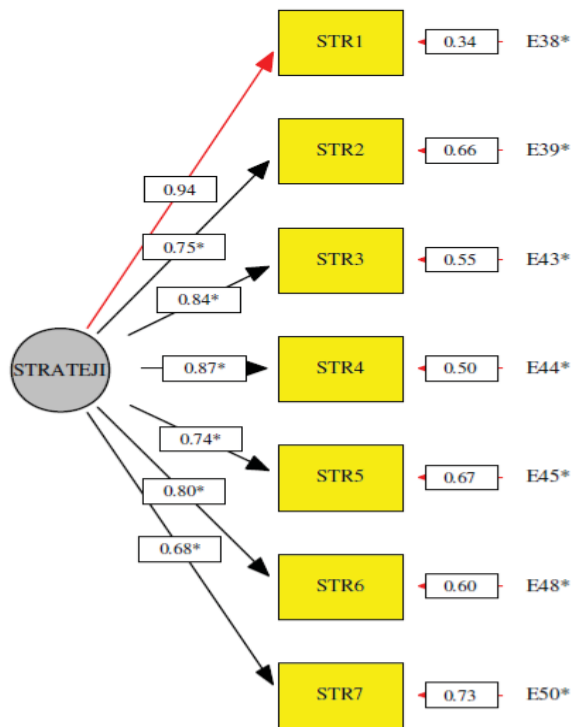 STR1 0.34 E38*
0.94
STR2 0.66 E39*
0.75*
STR3 0.55 E43*
0.84*
STRATEJI 0.87* STR4 0.50 E44*
0.74*
STR5 0.67 E45*
0.80*
0.68*
STR6 0.60 E48*
STR7 0.73 E50*